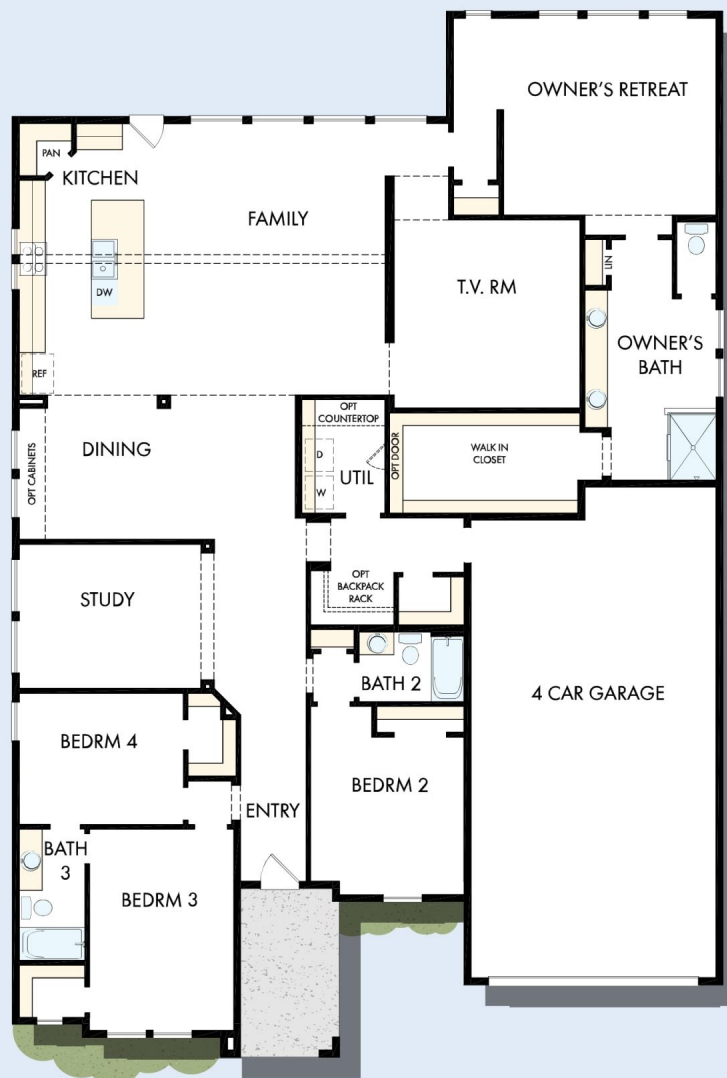 OWNER'S RETREAT
PAN
KITCHEN
FAMILY
LIN
T.V. RM
DW
OWNER'S
BATH
REF
OPT
COUNTERTOP
DINING
OPT CABINETS
D
W
UTIL
OPT DOOR
WALK IN
CLOSET
STUDY
OPT
BACKPACK
RACK
BATH 2
4 CAR GARAGE
BEDRM 4
BEDRM 2
ENTRY
BATH
3
BEDRM 3